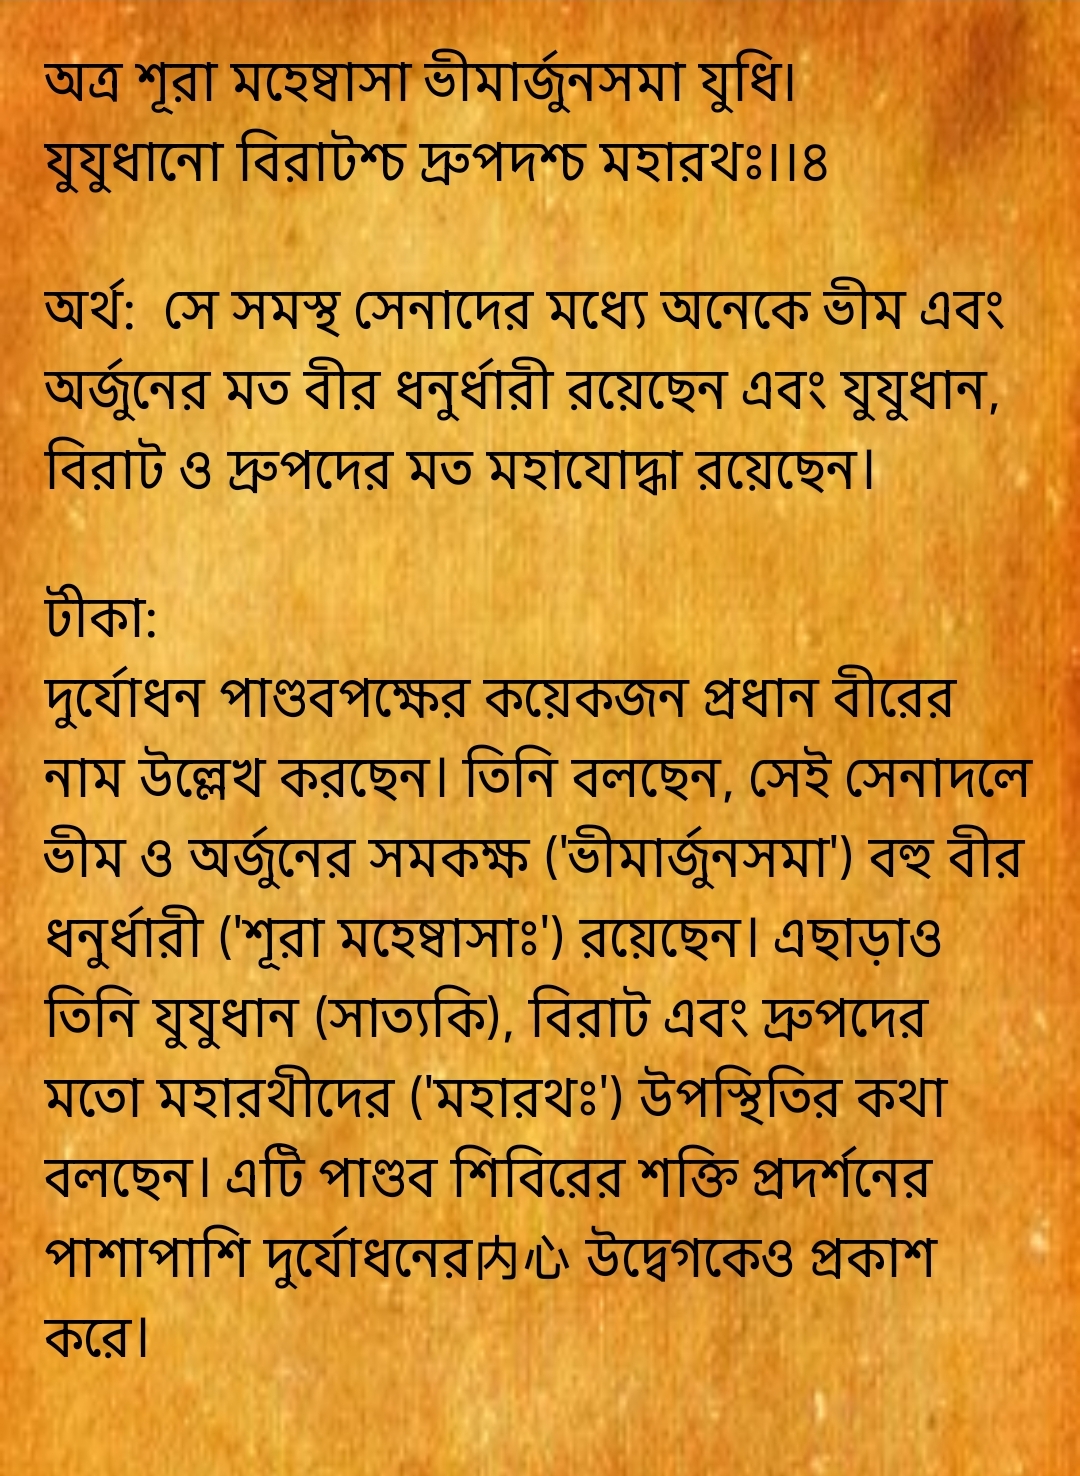 অত্র শূরা মহেষ্বাসা ভীমার্জুনসমা যুধি।
যুযুধানো বিরাটশ্চ দ্রুপদশ্চ মহারথঃ।।৪
অর্থ: সে সমস্থ সেনাদের মধ্যে অনেকে ভীম এবং
অর্জুনের মত বীর ধনুর্ধারী রয়েছেন এবং যুযুধান,
বিরাট ও দ্রুপদের মত মহাযোদ্ধা রয়েছেন।
টীকা:
দুর্যোধন পাণ্ডবপক্ষের কয়েকজন প্রধান বীরের
নাম উল্লেখ করছেন। তিনি বলছেন, সেই সেনাদলে
ভীম ও অর্জুনের সমকক্ষ ('ভীমার্জুনসমা') বহু বীর
ধনুর্ধারী ('শূরা মহেষ্বাসাঃ') রয়েছেন। এছাড়াও
তিনি যুযুধান (সাত্যকি), বিরাট এবং দ্রুপদের
মতো মহারথীদের ('মহারথঃ') উপস্থিতির কথা
বলছেন। এটি পাণ্ডব শিবিরের শক্তি প্রদর্শনের
পাশাপাশি দুর্যোধনের内心 উদ্বেগকেও প্রকাশ
করে।